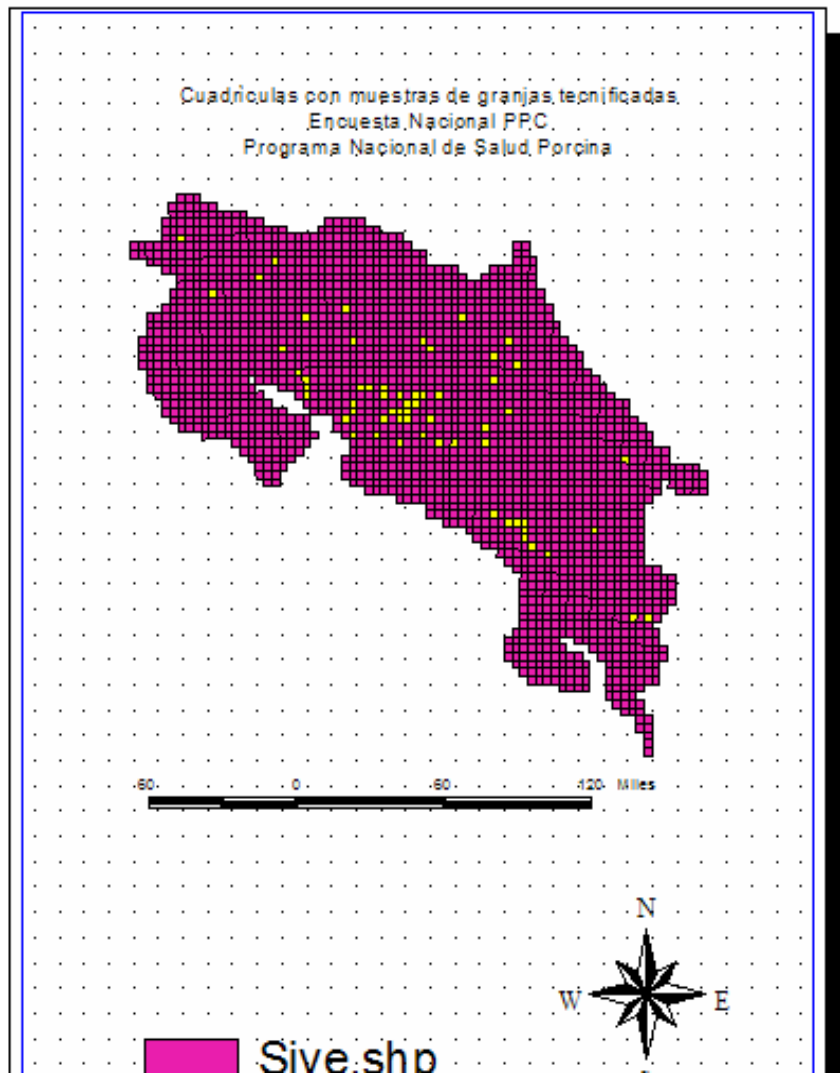 Cuadrículas con muestras de granjas tecnificadas
Encuesta Nacional PPC
Programa Nacional de Salud Porcina
60 0 60 120 Miles
N
W E
Sive.shp